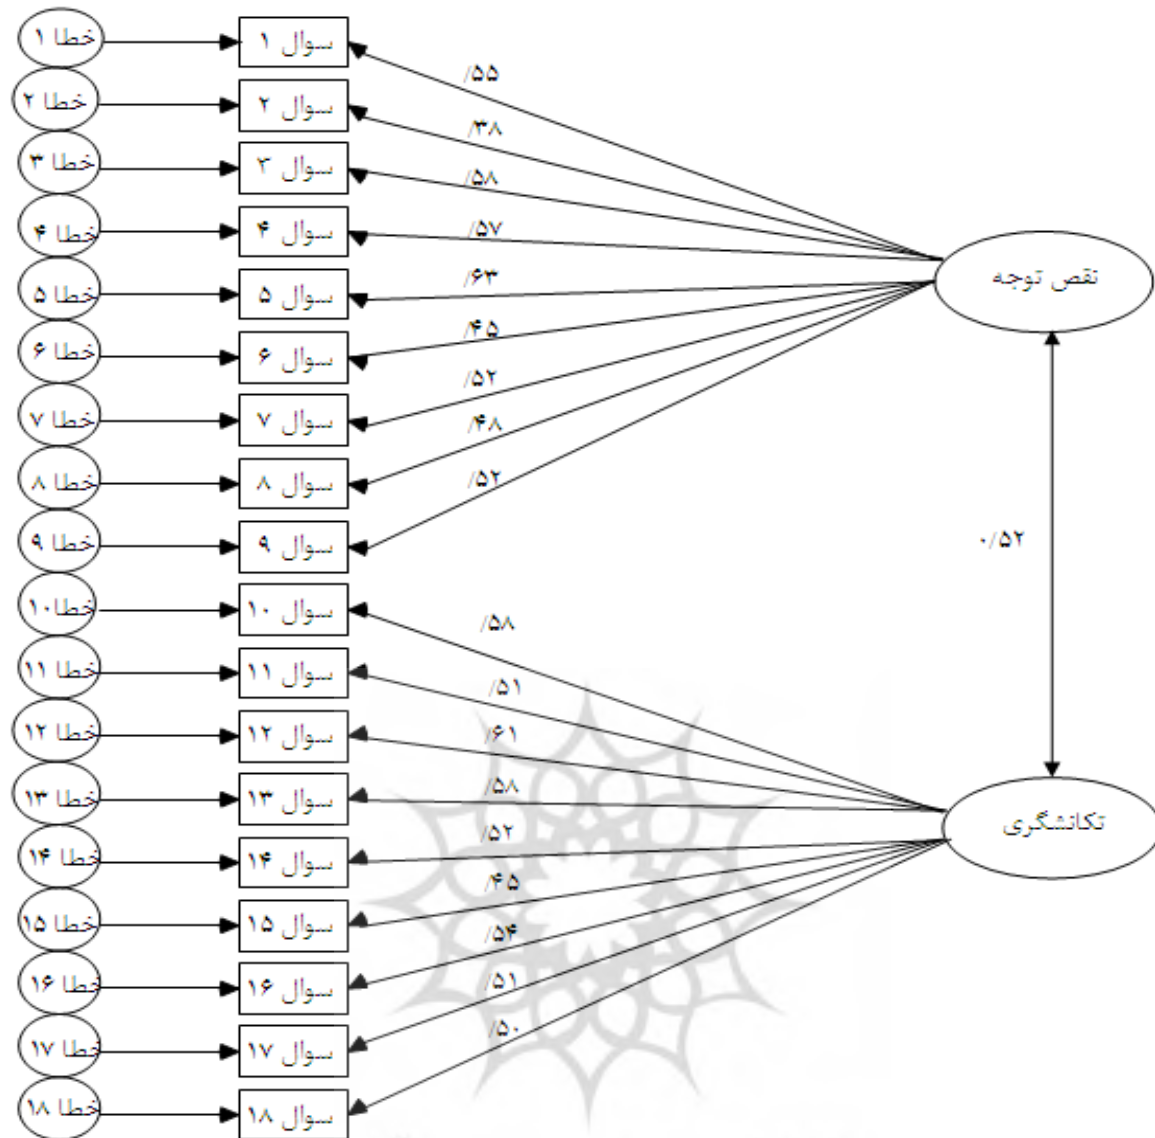 خطا ۱
سوال ۱
/۵۵
خطا ۲
سوال ۲
/۳۸
خطا ۳
سوال ۳
/۵۸
خطا ۴
سوال ۴
/۵۷
نقص توجه
خطا ۵
سوال ۵
/۶۳
خطا ۶
سوال ۶
/۴۵
خطا ۷
سوال ۷
/۵۲
خطا ۸
سوال ۸
/۴۸
خطا ۹
سوال ۹
/۵۲
۰/۵۲
خطا۱۰
سوال ۱۰
/۵۸
خطا ۱۱
سوال ۱۱
/۵۱
خطا ۱۲
سوال ۱۲
/۶۱
خطا ۱۳
سوال ۱۳
/۵۸
تکانشگری
خطا ۱۴
سوال ۱۴
/۵۲
خطا ۱۵
سوال ۱۵
/۴۵
خطا ۱۶
سوال ۱۶
/۵۴
خطا ۱۷
سوال ۱۷
/۵۱
خطا ۱۸
سوال ۱۸
/۵۰